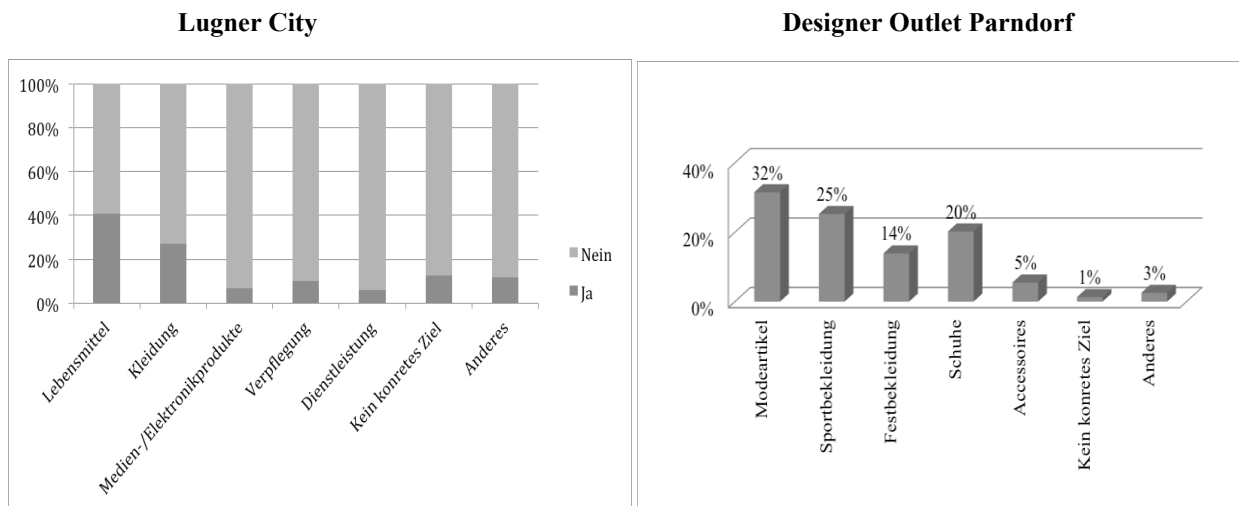 Lugner City
100%
80%
60%
40%
20%
0%
Nein
Ja
Lebensmittel
Kleidung
Medien-/Elektronikprodukte
Verpflegung
Dienstleistung
Kein konkretes Ziel
Anderes
Designer Outlet Parndorf
40%
20%
0%
32%
25%
14%
20%
5%
1%
3%
Modeartikel
Sportbekleidung
Festbekleidung
Schuhe
Accessoires
Kein konkretes Ziel
Anderes